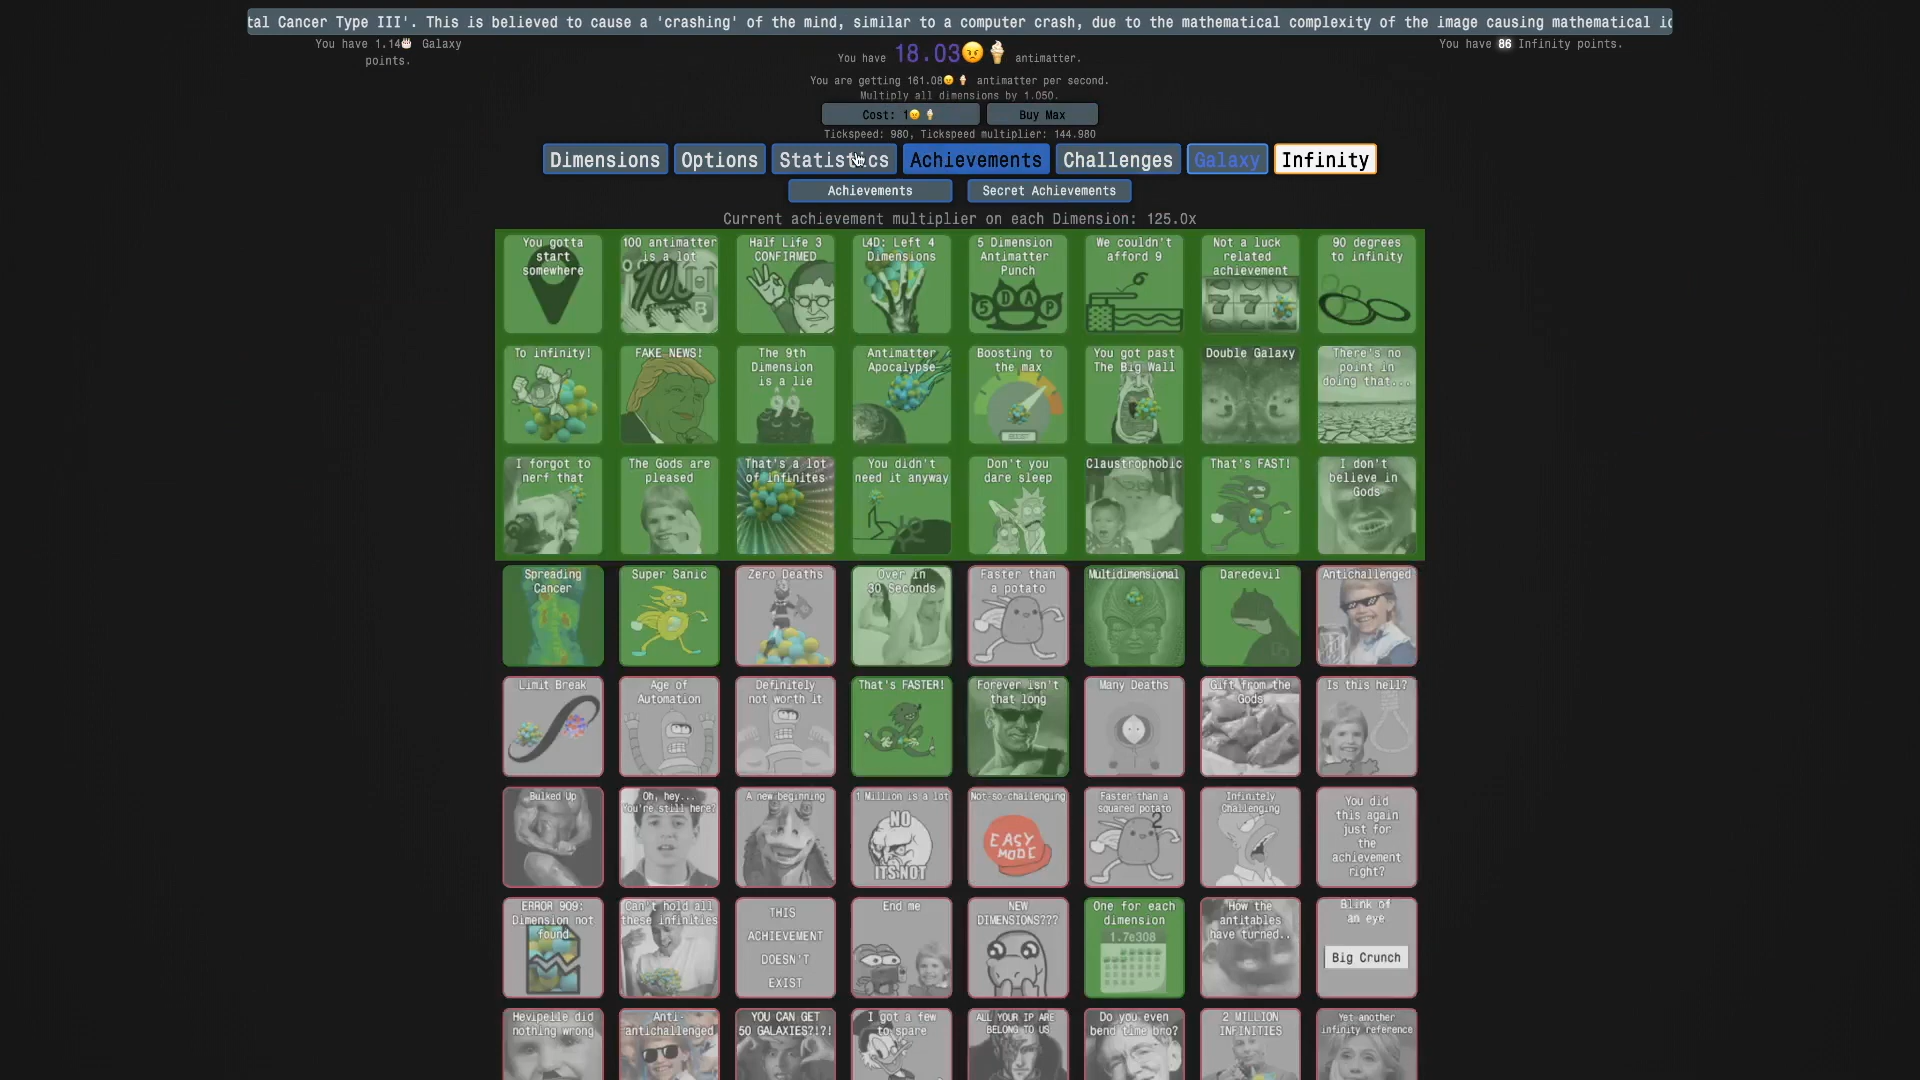 tal Cancer Type III'. This is believed to cause a 'crashing' of the mind, similar to a computer crash, due to the mathematical complexity of the image causing mathematical
You have 1.14🎂 Galaxy
points.
You have 18.03😠🍦 antimatter.
You have 86 Infinity points.
You are getting 161.08😠🍦 antimatter per second.
Multiply all dimensions by 1.050.
Cost: 1😠🍦
Buy Max
Tickspeed: 980, Tickspeed multiplier: 144.980
Dimensions
Options
Statistics
Achievements
Challenges
Galaxy
Infinity
Achievements
Secret Achievements
Current achievement multiplier on each Dimension: 125.0x
You gotta
start
somewhere
100 antimatter
is a lot
Half Life 3
CONFIRMED
L4D: Left 4
Dimensions
5 Dimension
Antimatter
Punch
5 D A P
We couldn't
afford 9
Not a luck
related
achievement
90 degrees
to infinity
To infinity!
FAKE NEWS!
The 9th
Dimension
is a lie
99
Antimatter
Apocalypse
Boosting to
the max
You got past
The Big Wall
Double Galaxy
There's no
point in
doing that...
I forgot to
nerf that
The Gods are
pleased
That's a lot
of infinites
You didn't
need it anyway
Don't you
dare sleep
Claustrophobic
That's FAST!
I don't
believe in
Gods
Spreading
Cancer
Super Sanic
Zero Deaths
Over in
30 Seconds
Faster than
a potato
Multidimensional
Daredevil
Antichallenged
Limit Break
Age of
Automation
Definitely
not worth it
That's FASTER!
Forever isn't
that long
Many Deaths
Gift from the
Gods
Is this hell?
Bulked Up
Oh, hey...
You're still here?
A new beginning
1 Million is a lot
NO
ITS NOT
Not-so-challenging
EASY
MODE
Faster than a
squared potato
2
Infinitely
Challenging
You did
this again
just for
the
achievement
right?
ERROR 909:
Dimension not
found
Can't hold all
these infinities
THIS
ACHIEVEMENT
DOESN'T
EXIST
End me
NEW
DIMENSIONS???
One for each
dimension
1.7e308
How the
antitables
have turned..
Blink of
an eye
Big Crunch
Hevipelle did
nothing wrong
Anti-
antichallenged
YOU CAN GET
50 GALAXIES?!?!
I got a few
to spare
ALL YOUR IP ARE
BELONG TO US
Do you even
bend time bro?
2 MILLION
INFINITIES
Yet another
infinity reference